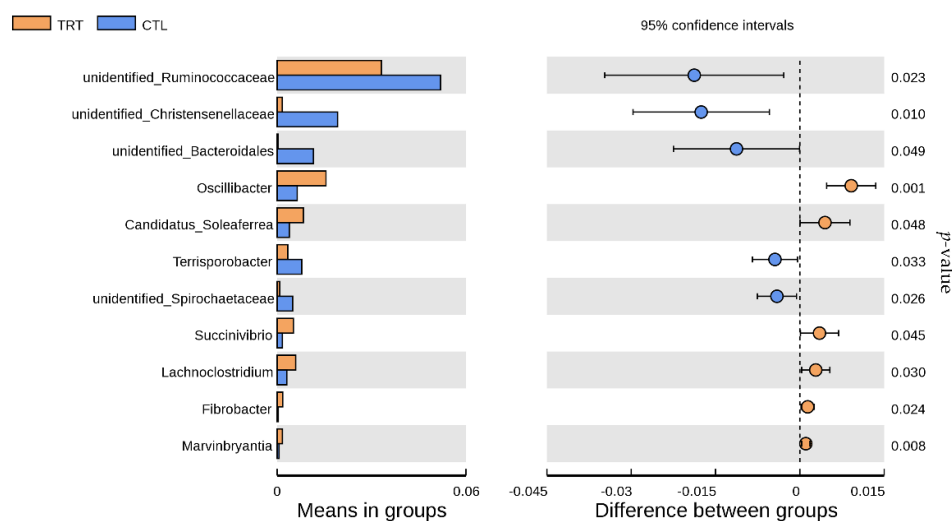 TRT CTL
95% confidence intervals
unidentified_Ruminococcaceae 0.023
unidentified_Christensenellaceae 0.010
unidentified_Bacteroidales 0.049
Oscillibacter 0.001
Candidatus_Soleaferrea 0.048
Terrisporobacter 0.033
unidentified_Spirochaetaceae 0.026
Succinivibrio 0.045
Lachnoclostridium 0.030
Fibrobacter 0.024
Marvinbryantia 0.008
p-value
0 0.06 -0.045 -0.03 -0.015 0 0.015
Means in groups Difference between groups